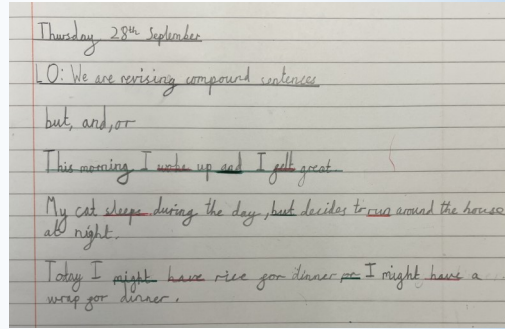 Thursday 28th September
LO: We are revising compound sentences
but, and, or
This morning I woke up and I felt great.
My cat sleeps during the day, but decides to run around the house
at night.
Today I might have rice for dinner or I might have a
wrap for dinner.